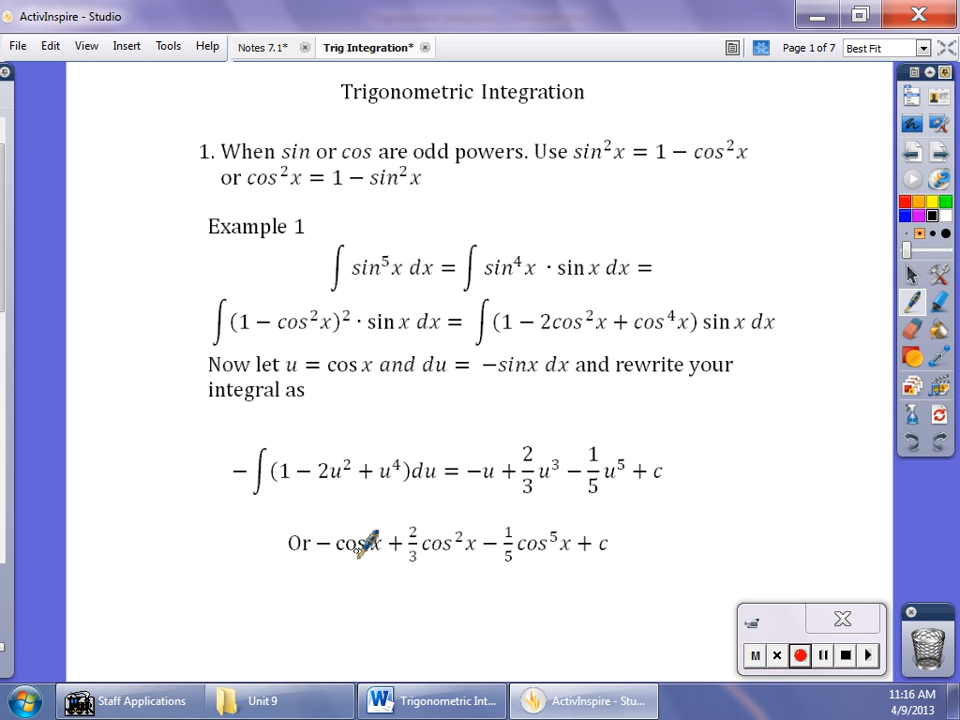 ActivInspire - Studio
File Edit View Insert Tools Help Notes 7.1* Trig Integration* Page 1 of 7 Best Fit
Trigonometric Integration
1. When sin or cos are odd powers. Use sin²x = 1 − cos²x
or cos²x = 1 − sin²x
Example 1
∫ sin⁵x dx = ∫ sin⁴x · sin x dx =
∫(1 − cos²x)² · sin x dx = ∫(1 − 2cos²x + cos⁴x) sin x dx
Now let u = cos x and du = −sinx dx and rewrite your
integral as
− ∫(1 − 2u² + u⁴)du = −u + 2/3 u³ − 1/5 u⁵ + c
Or − cos x + 2/3 cos²x − 1/5 cos⁵x + c
M
Staff Applications Unit 9 Trigonometric Int... ActivInspire - Stu...
11:16 AM
4/9/2013